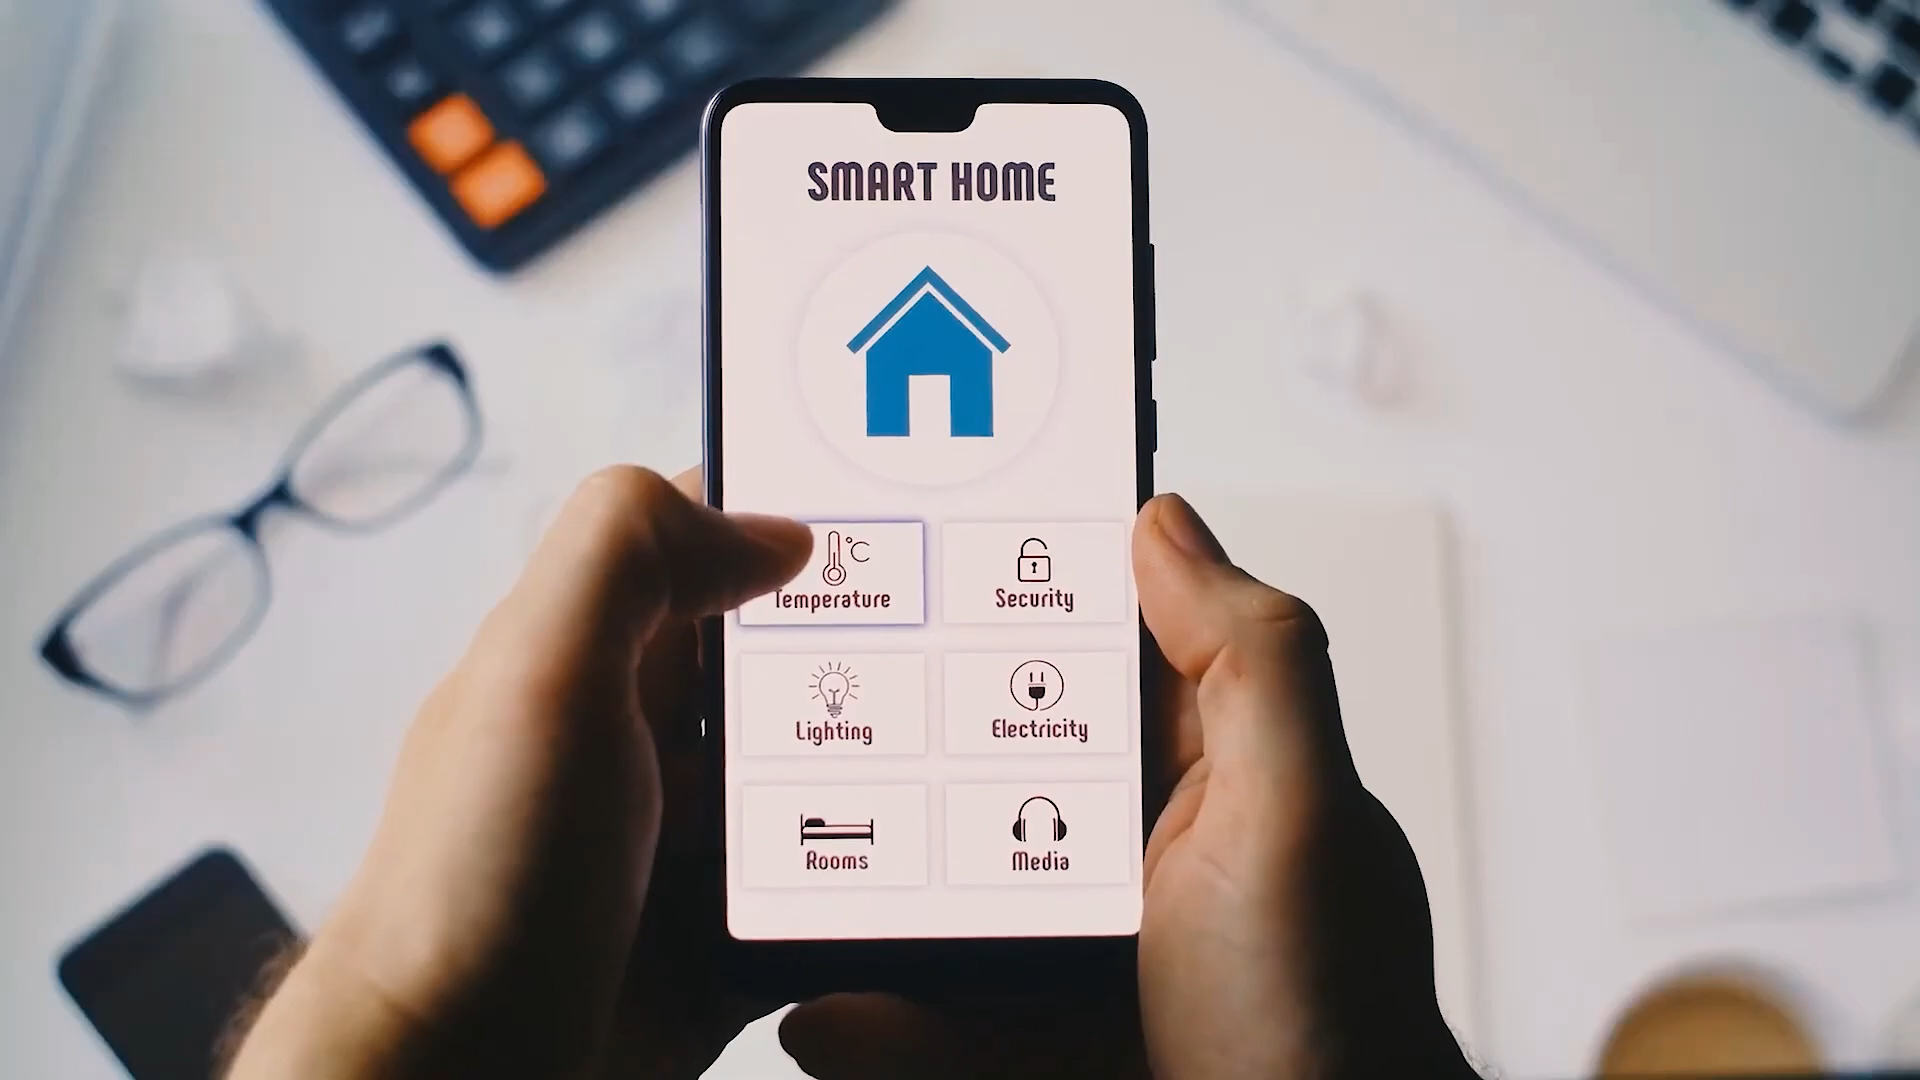 SMART HOME
°C
Temperature
Security
Lighting
Electricity
Rooms
Media